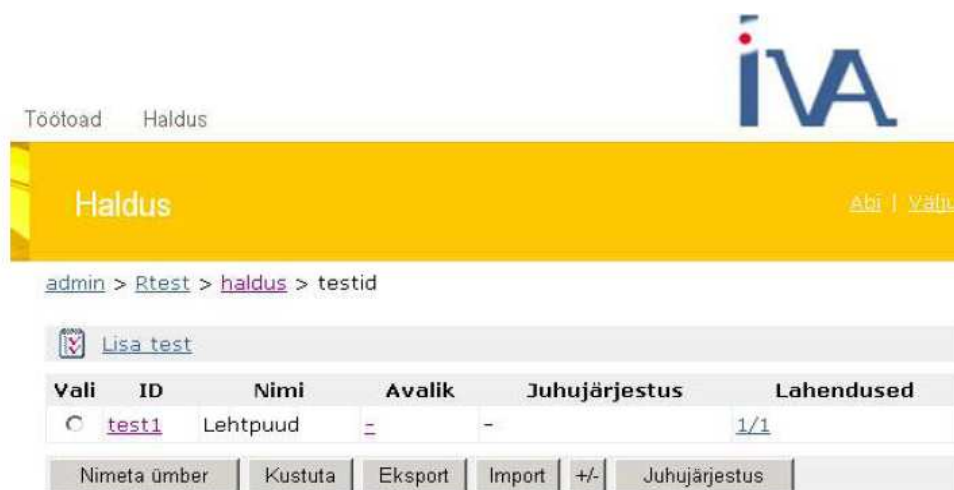 IVA
Töötoad Haldus
Haldus
Abi | Välju
admin > Rtest > haldus > testid
Lisa test
Vali ID Nimi Avalik Juhujärjestus Lahendused
test1 Lehtpuud - - 1/1
Nimeta ümber Kustuta Eksport Import +/- Juhujärjestus